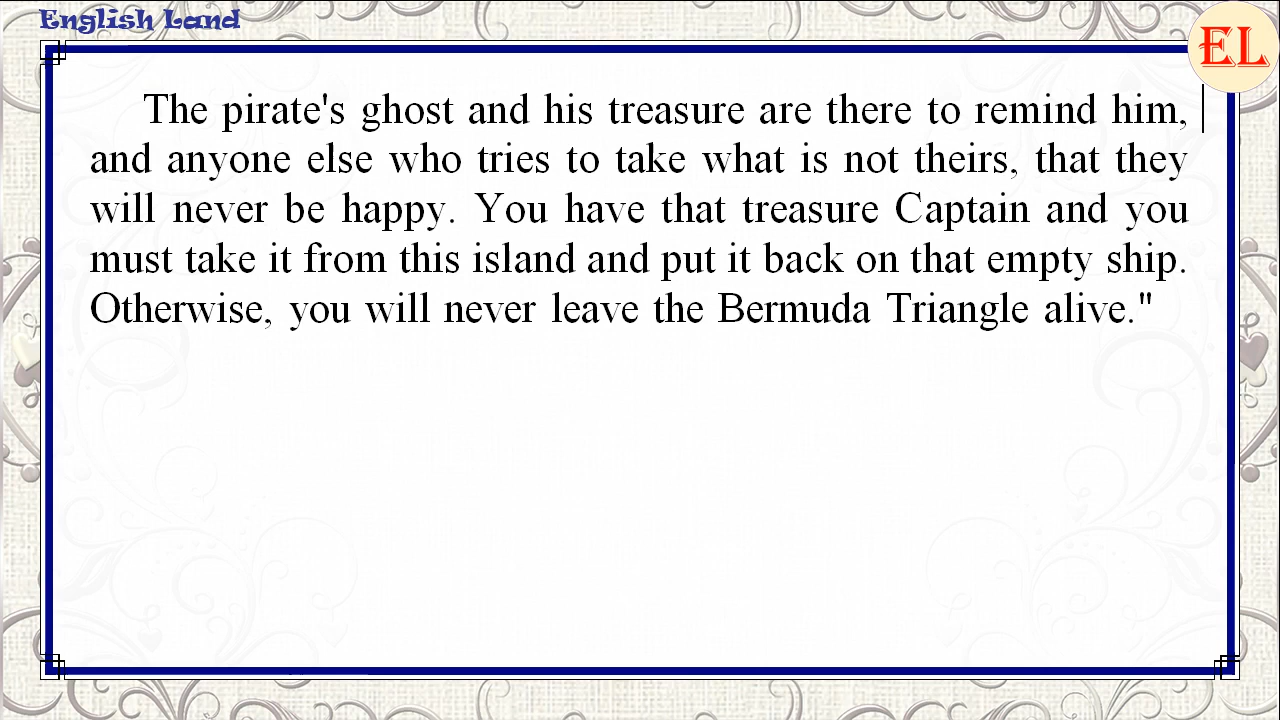 English Land
EL
The pirate's ghost and his treasure are there to remind him,
and anyone else who tries to take what is not theirs, that they
will never be happy. You have that treasure Captain and you
must take it from this island and put it back on that empty ship.
Otherwise, you will never leave the Bermuda Triangle alive."